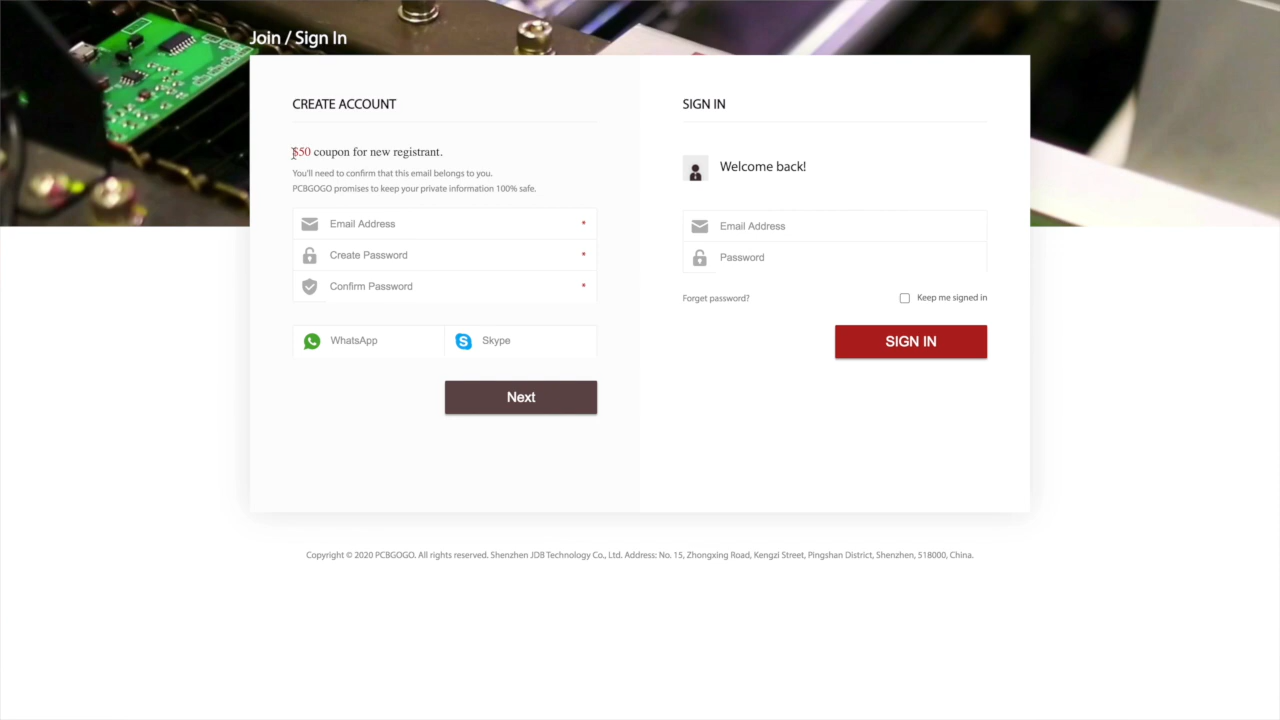 Join / Sign In
CREATE ACCOUNT
$50 coupon for new registrant.
You'll need to confirm that this email belongs to you.
PCBGOGO promises to keep your private information 100% safe.
Email Address *
Create Password *
Confirm Password *
WhatsApp
Skype
Next
SIGN IN
Welcome back!
Email Address
Password
Forget password?
Keep me signed in
SIGN IN
Copyright © 2020 PCBGOGO. All rights reserved. Shenzhen JDB Technology Co., Ltd. Address: No. 15, Zhongxing Road, Kengzi Street, Pingshan District, Shenzhen, 518000, China.